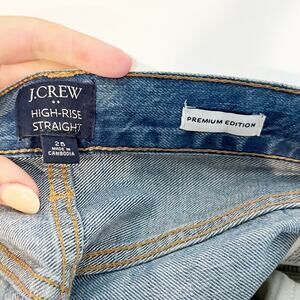 J.CREW
HIGH-RISE
STRAIGHT
25
MADE IN
CAMBODIA
PREMIUM EDITION